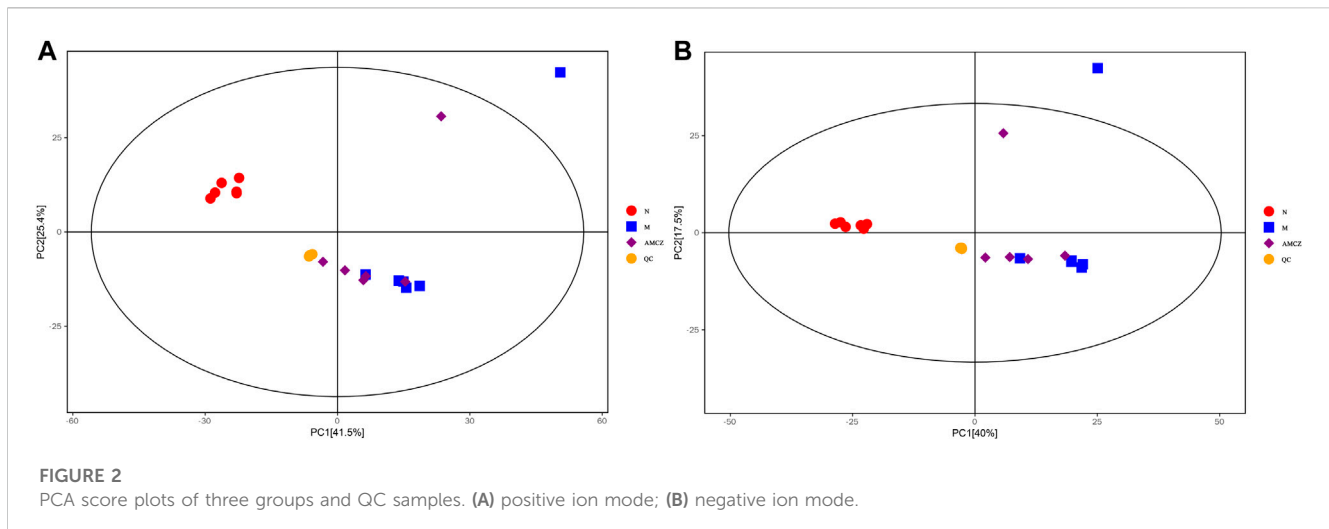 A
25
0
-25
-60
-30
0
30
60
PC2[25.4%]
PC1[41.5%]
N
M
AMCZ
QC
B
25
0
-25
-50
-25
0
25
50
PC2[17.5%]
PC1[40%]
N
M
AMCZ
QC
FIGURE 2
PCA score plots of three groups and QC samples. (A) positive ion mode; (B) negative ion mode.